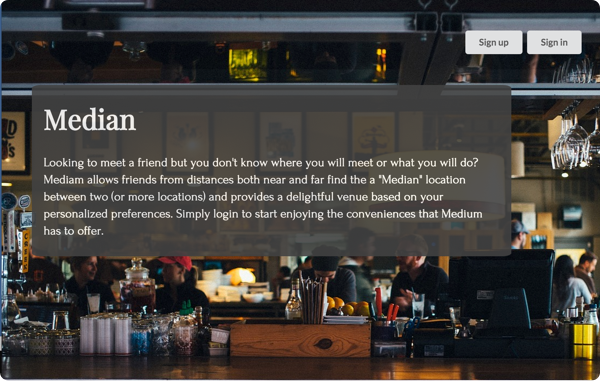 Sign up
Sign in
Median
Looking to meet a friend but you don't know where you will meet or what you will do?
Mediam allows friends from distances both near and far find the a "Median" location
between two (or more locations) and provides a delightful venue based on your
personalized preferences. Simply login to start enjoying the conveniences that Medium
has to offer.